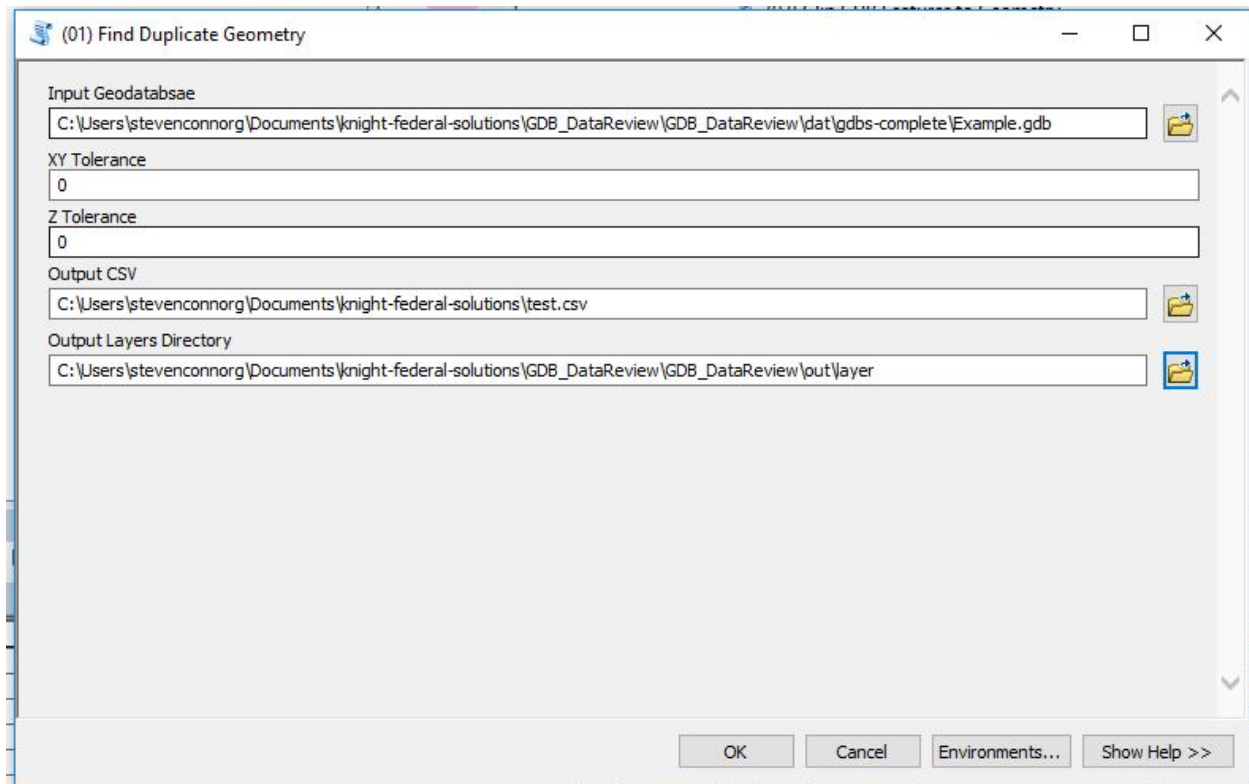 (01) Find Duplicate Geometry
Input Geodatabsae
C:\Users\stevenconnorg\Documents\knight-federal-solutions\GDB_DataReview\GDB_DataReview\dat\gdbs-complete\Example.gdb
XY Tolerance
0
Z Tolerance
0
Output CSV
C:\Users\stevenconnorg\Documents\knight-federal-solutions\test.csv
Output Layers Directory
C:\Users\stevenconnorg\Documents\knight-federal-solutions\GDB_DataReview\GDB_DataReview\out\layer
OK Cancel Environments... Show Help >>